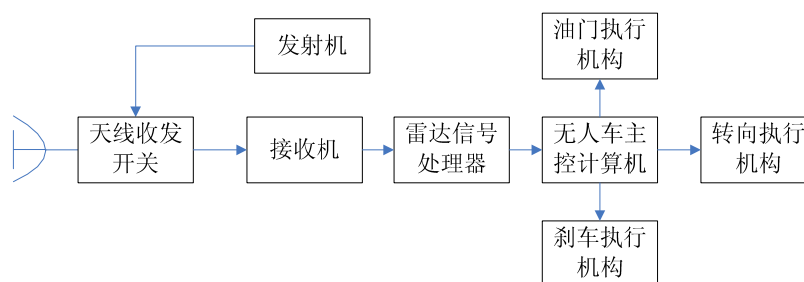 发射机
油门执行
机构
天线收发
开关
接收机
雷达信号
处理器
无人车主
控计算机
转向执行
机构
刹车执行
机构